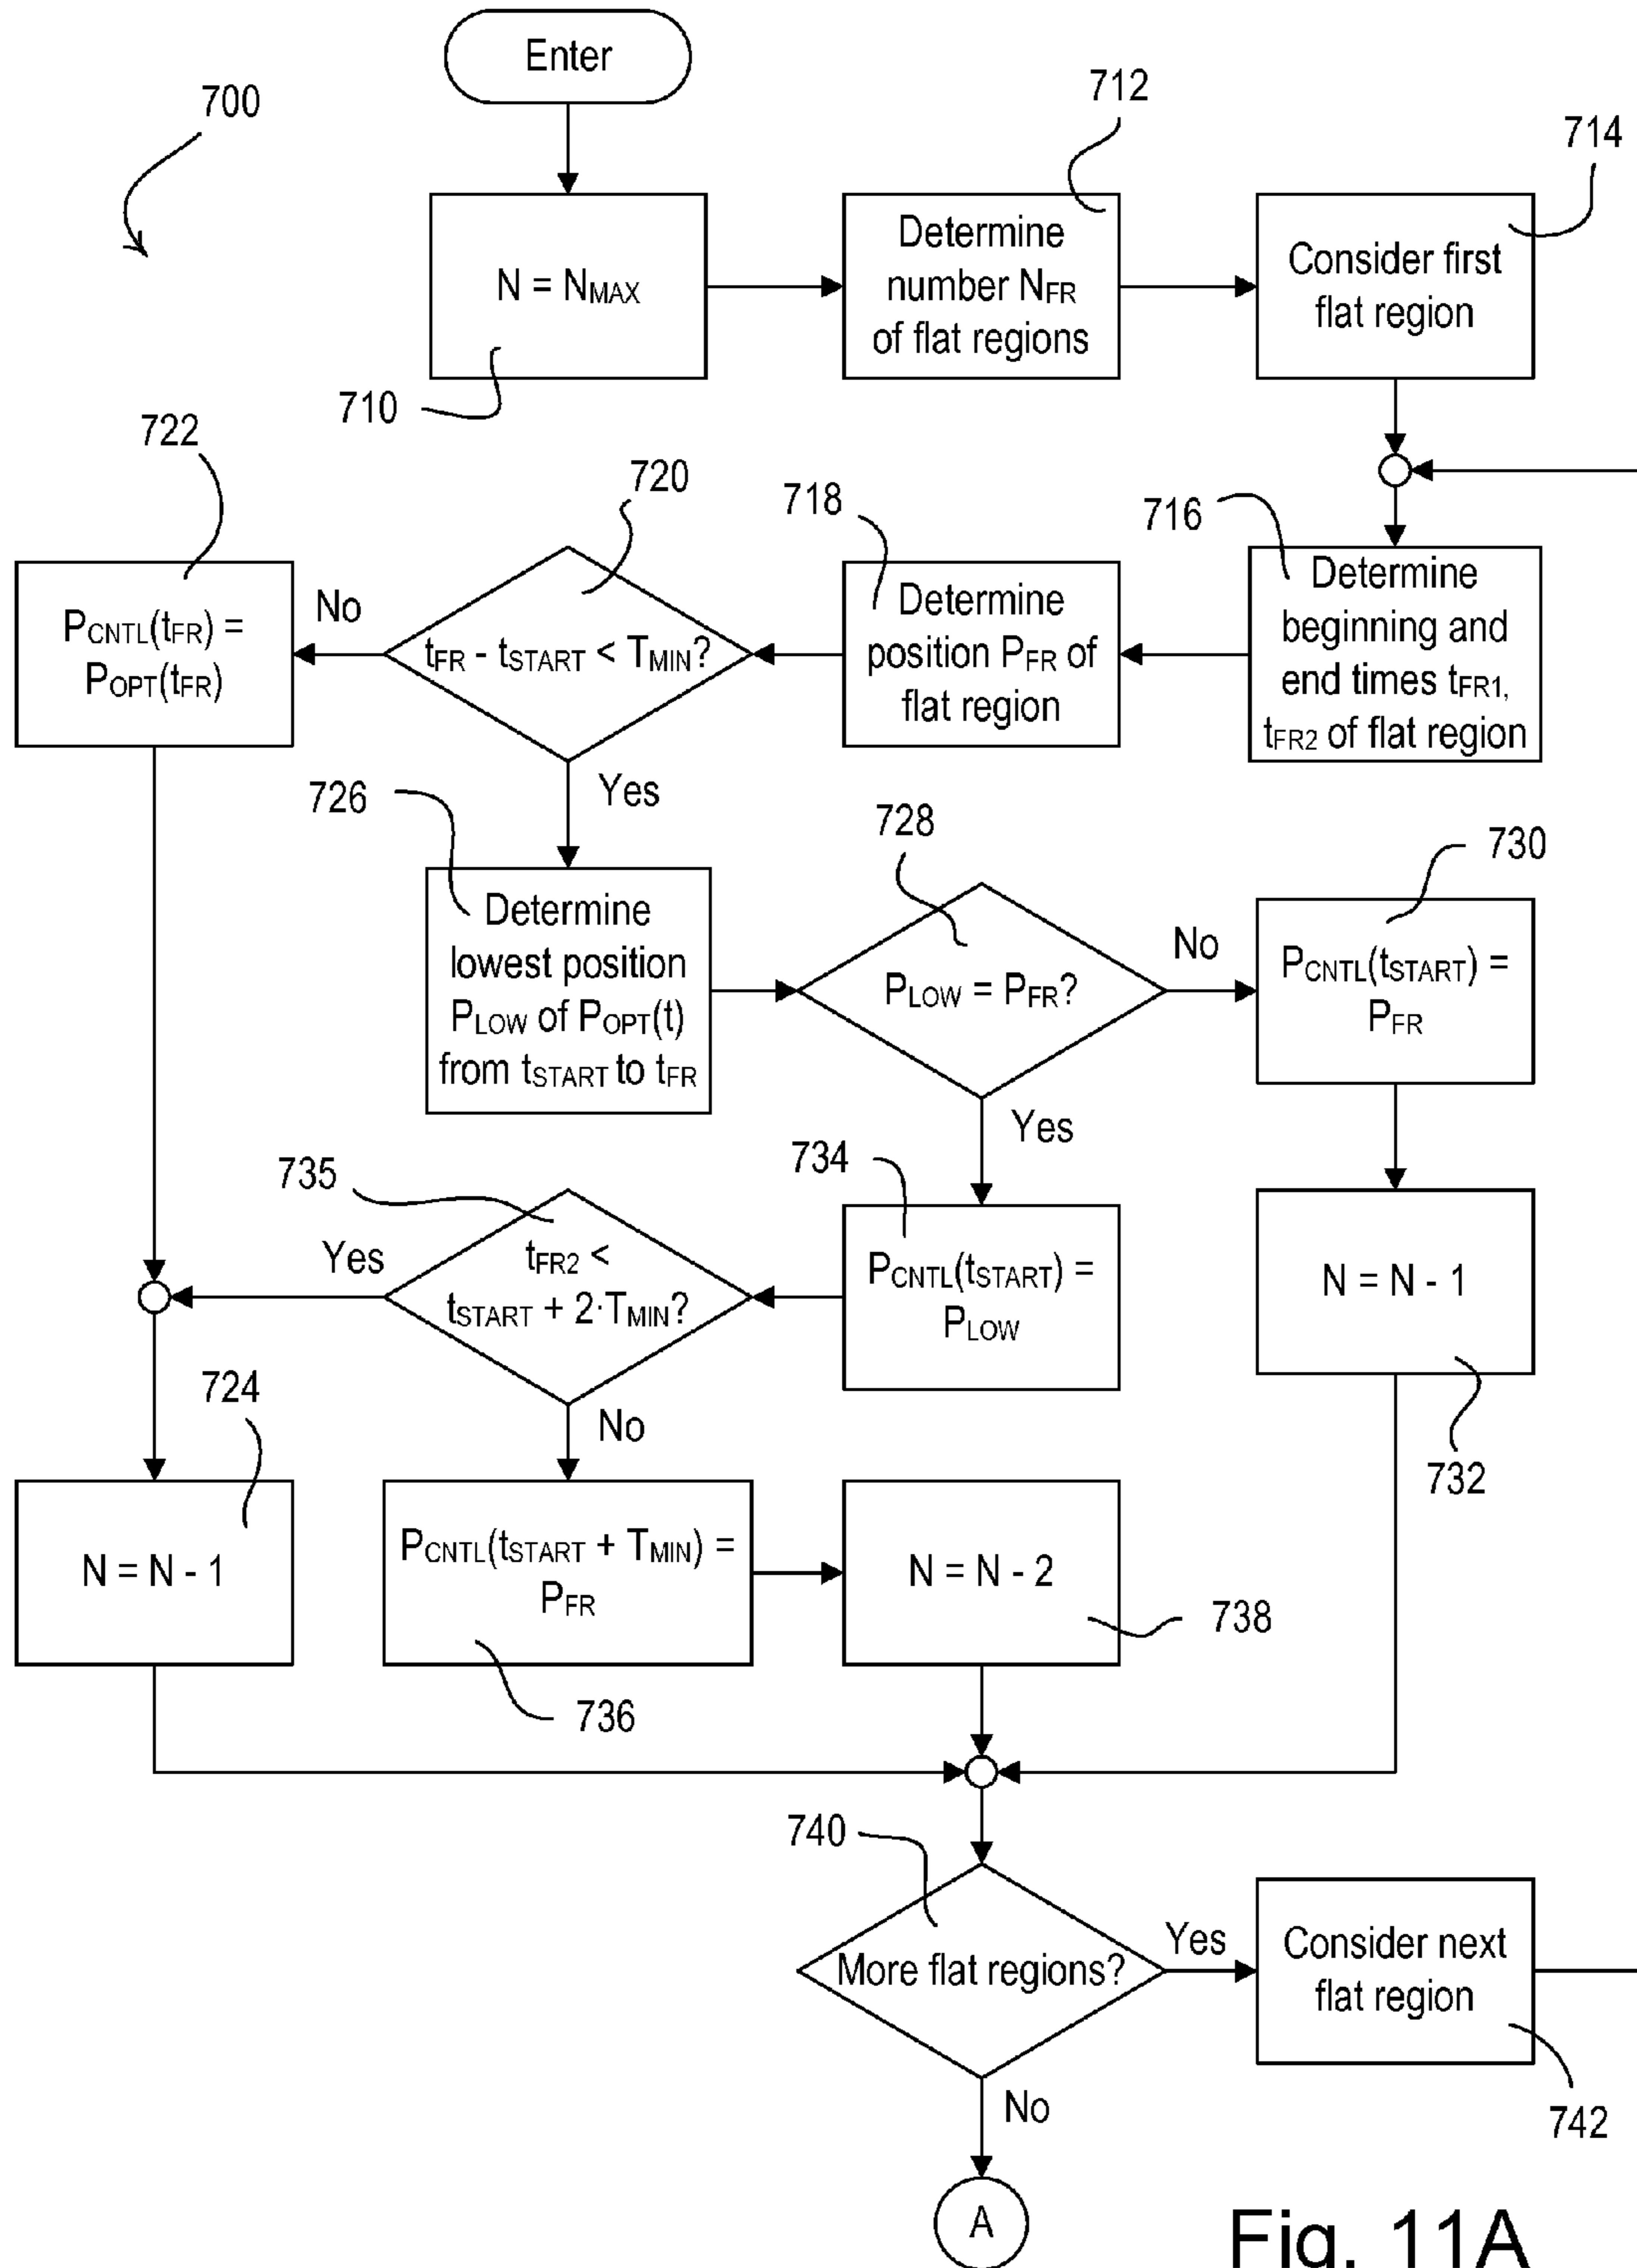 Enter
700
712
714
N = NMAX
710
Determine
number NFR
of flat regions
Consider first
flat region
722
720
718
716
PCNTL(tFR) =
POPT(tFR)
No
tFR - tSTART < TMIN?
Yes
Determine
position PFR of
flat region
Determine
beginning and
end times tFR1,
tFR2 of flat region
726
728
730
Determine
lowest position
PLOW of POPT(t)
from tSTART to tFR
PLOW = PFR?
No
Yes
PCNTL(tSTART) =
PFR
735
734
Yes
tFR2 <
tSTART + 2·TMIN?
No
PCNTL(tSTART) =
PLOW
N = N - 1
732
724
N = N - 1
PCNTL(tSTART + TMIN) =
PFR
736
N = N - 2
738
740
More flat regions?
Yes
Consider next
flat region
742
No
A
Fig. 11A